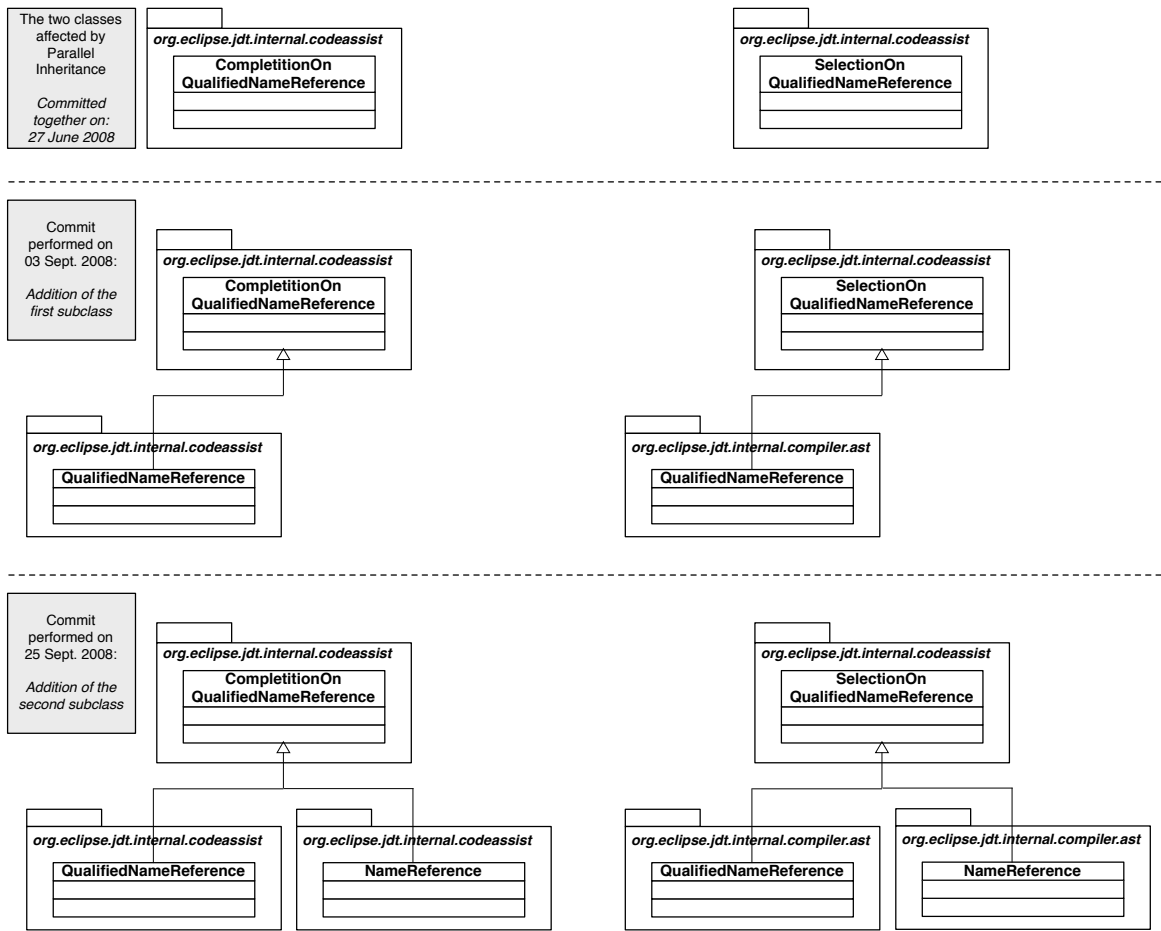 The two classes
affected by
Parallel
Inheritance
Committed
together on:
27 June 2008
org.eclipse.jdt.internal.codeassist
CompletitionOn
QualifiedNameReference
org.eclipse.jdt.internal.codeassist
SelectionOn
QualifiedNameReference
Commit
performed on
03 Sept. 2008:
Addition of the
first subclass
org.eclipse.jdt.internal.codeassist
CompletitionOn
QualifiedNameReference
org.eclipse.jdt.internal.codeassist
SelectionOn
QualifiedNameReference
org.eclipse.jdt.internal.codeassist
QualifiedNameReference
org.eclipse.jdt.internal.compiler.ast
QualifiedNameReference
Commit
performed on
25 Sept. 2008:
Addition of the
second subclass
org.eclipse.jdt.internal.codeassist
CompletitionOn
QualifiedNameReference
org.eclipse.jdt.internal.codeassist
SelectionOn
QualifiedNameReference
org.eclipse.jdt.internal.codeassist
QualifiedNameReference
org.eclipse.jdt.internal.codeassist
NameReference
org.eclipse.jdt.internal.compiler.ast
QualifiedNameReference
org.eclipse.jdt.internal.compiler.ast
NameReference